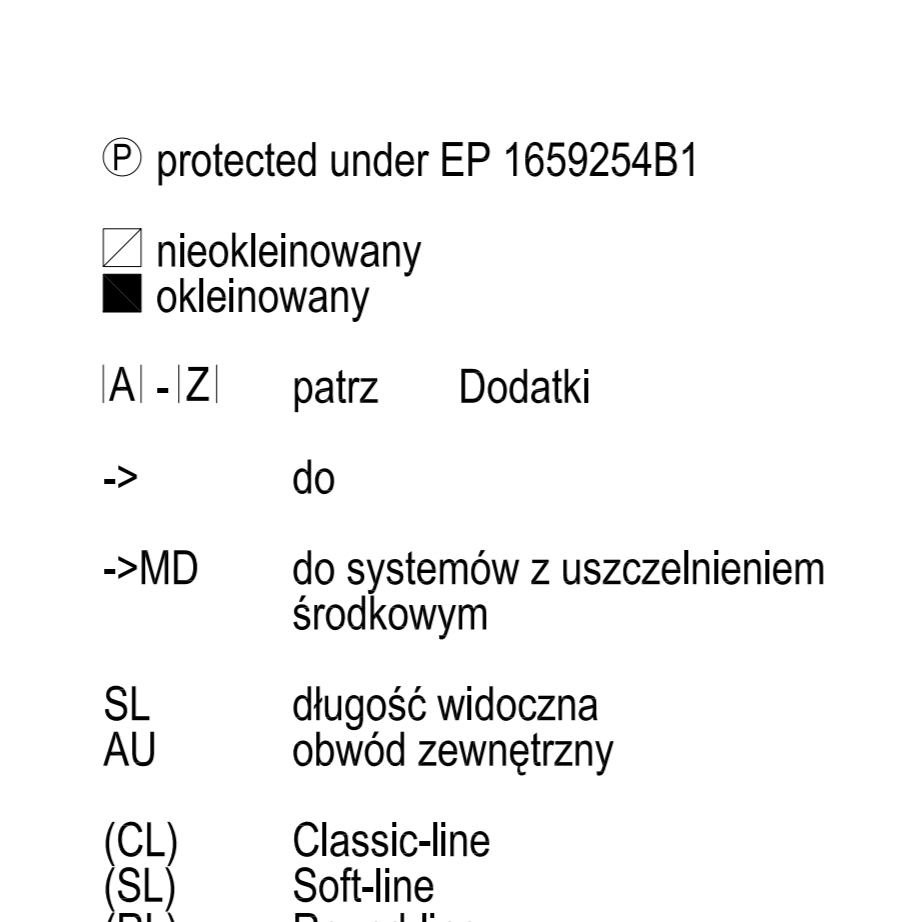 Ⓟ protected under EP 1659254B1
nieokleinowany
okleinowany
|A| - |Z| patrz Dodatki
-> do
->MD do systemów z uszczelnieniem
środkowym
SL długość widoczna
AU obwód zewnętrzny
(CL) Classic-line
(SL) Soft-line